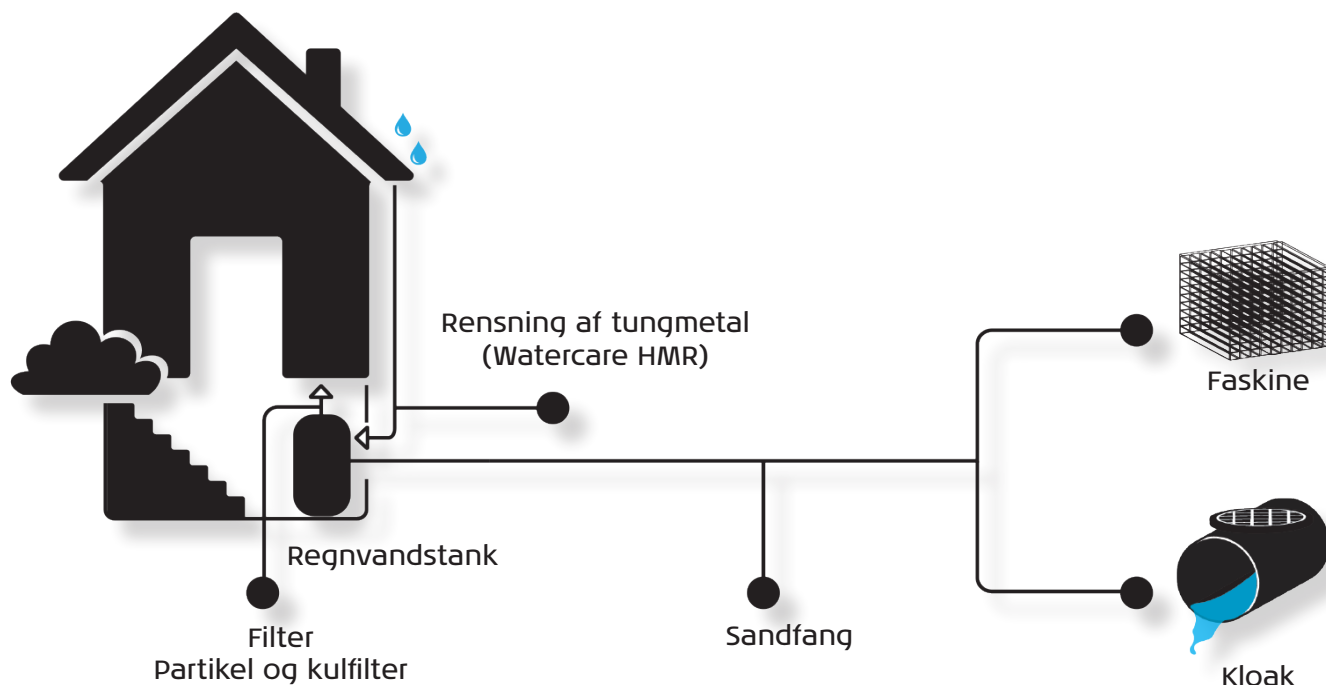 Rensning af tungmetal
(Watercare HMR)
Faskine
Regnvandstank
Filter
Partikel og kulfilter
Sandfang
Kloak